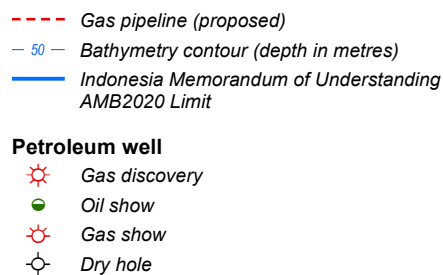 Gas pipeline (proposed)
50 Bathymetry contour (depth in metres)
Indonesia Memorandum of Understanding
AMB2020 Limit
Petroleum well
Gas discovery
Oil show
Gas show
Dry hole